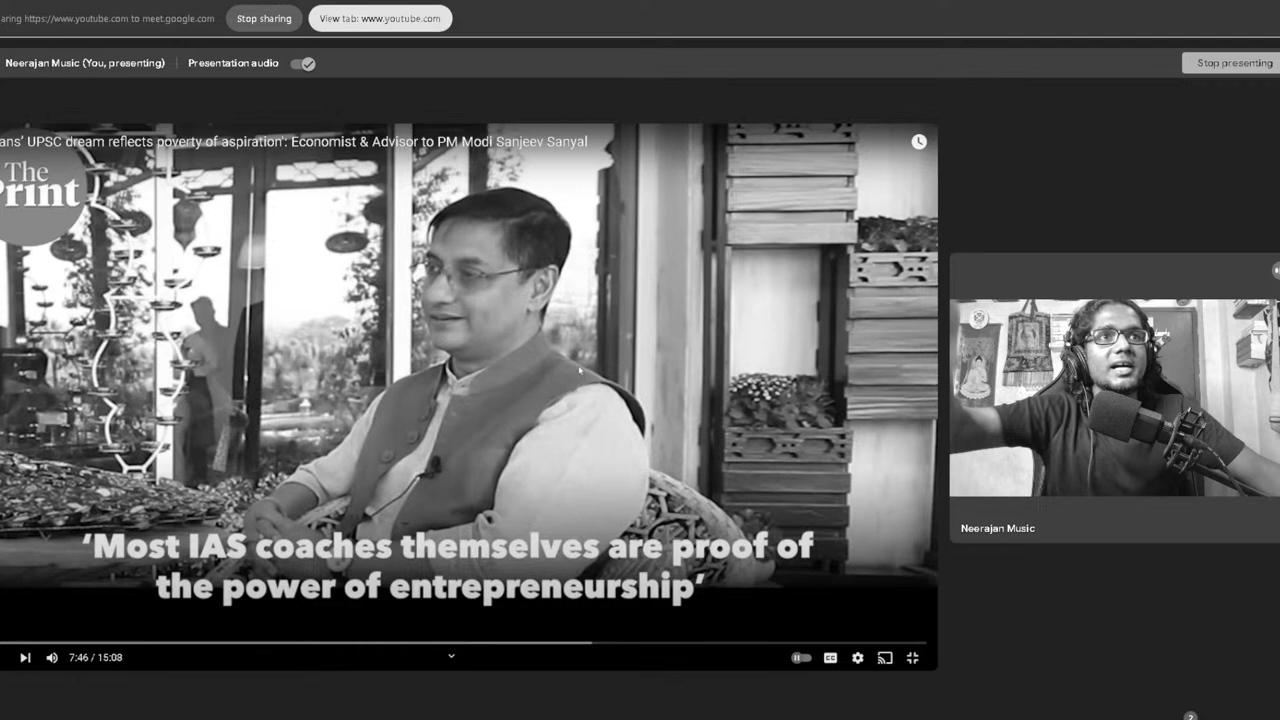 aring https://www.youtube.com to meet.google.com
Stop sharing
View tab: www.youtube.com
Neerajan Music (You, presenting)
Presentation audio
Stop presenting
ans' UPSC dream reflects poverty of aspiration': Economist & Advisor to PM Modi Sanjeev Sanyal
The
Print
‘Most IAS coaches themselves are proof of
the power of entrepreneurship’
Neerajan Music
7:46 / 15:08
CC
2